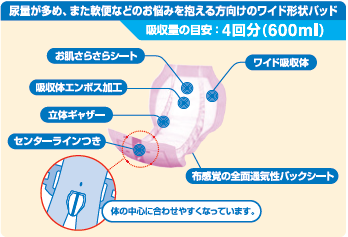 尿量が多め、また軟便などのお悩みを抱える方向けのワイド形状パッド
吸収量の目安：4回分(600ml)
お肌さらさらシート
ワイド吸収体
吸収体エンボス加工
立体ギャザー
センターラインつき
布感覚の全面通気性バックシート
体の中心に合わせやすくなっています。